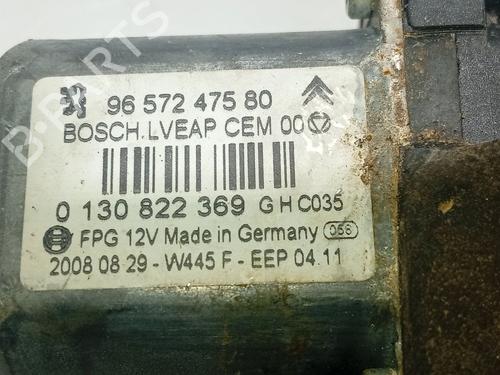 96 572 475 80
BOSCH.LVEAP CEM 00
0 130 822 369 G H C035
FPG 12V Made in Germany 056
2008 08 29 - W445 F - EEP 04.11
B-PARTS